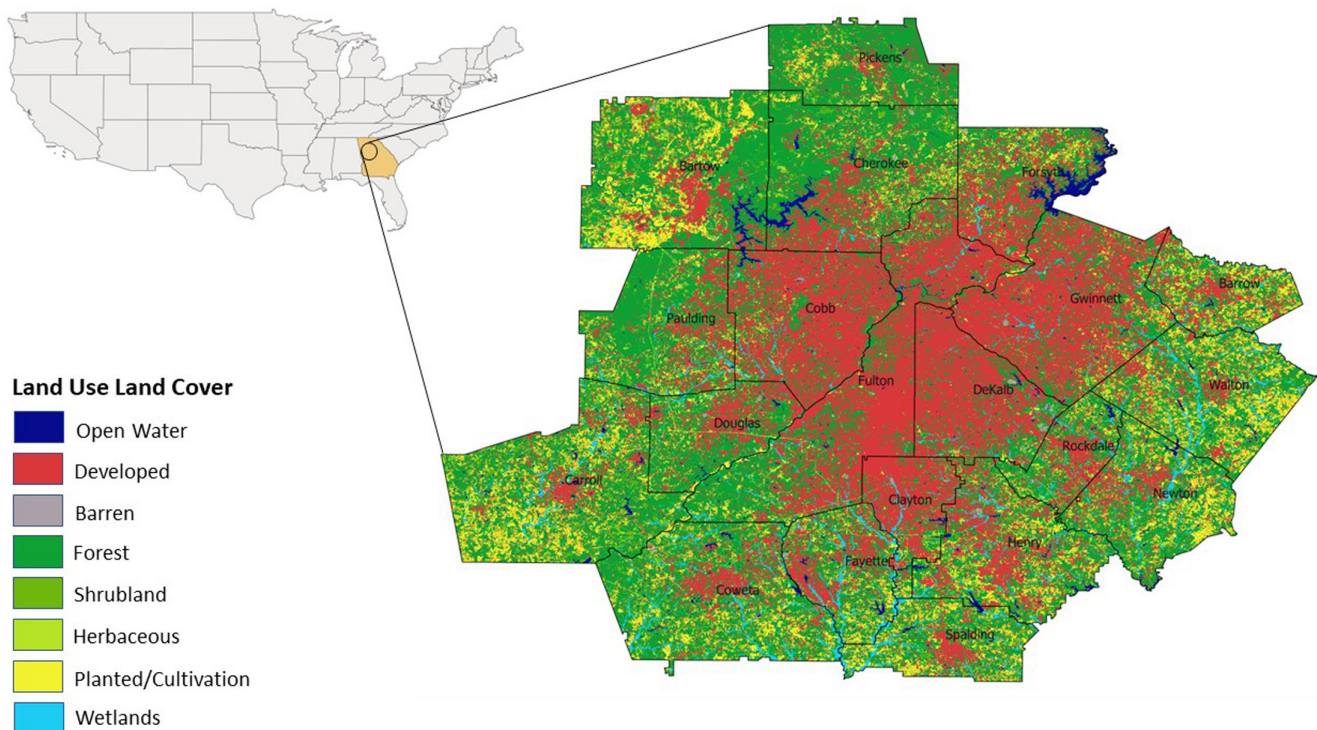 Pickens
Barrow
Cherokee
Forsyth
Barrow
Gwinnett
Cobb
Paulding
Walton
Fulton
DeKalb
Douglas
Rockdale
Carroll
Newton
Clayton
Henry
Fayette
Coweta
Spalding
Land Use Land Cover
Open Water
Developed
Barren
Forest
Shrubland
Herbaceous
Planted/Cultivation
Wetlands